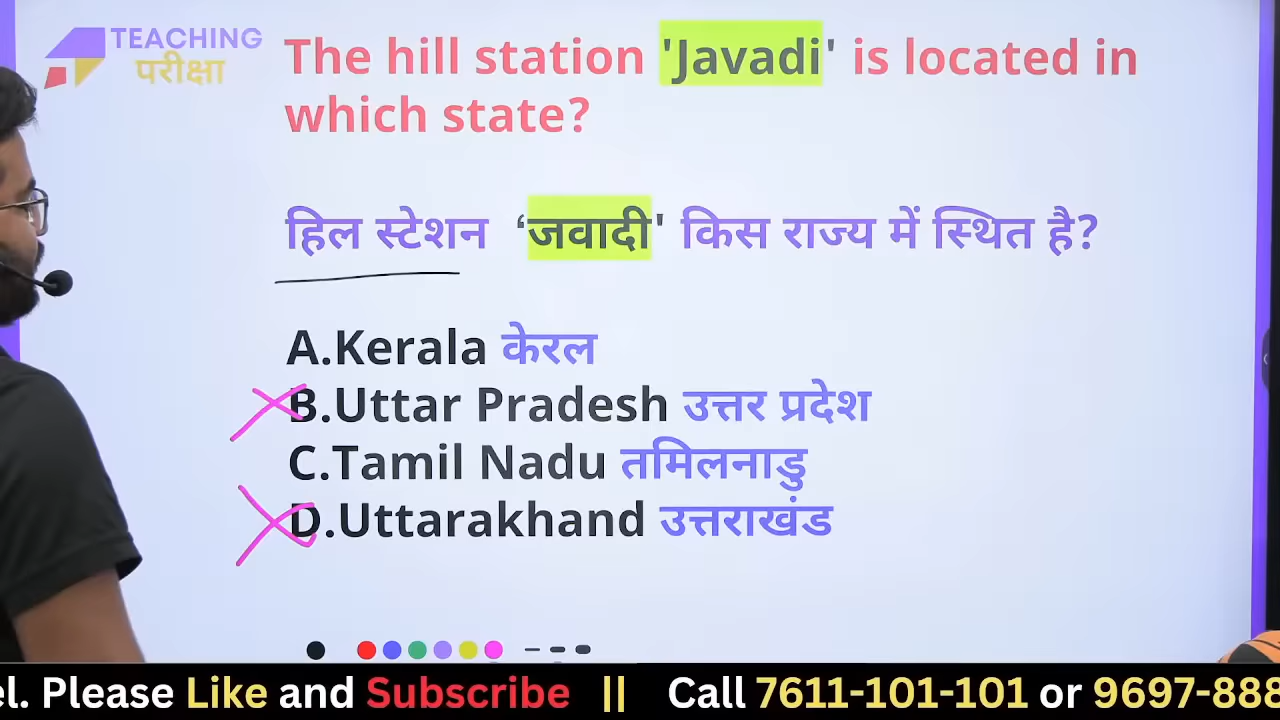 TEACHING
परीक्षा
The hill station 'Javadi' is located in
which state?
हिल स्टेशन ‘जवादी' किस राज्य में स्थित है?
A.Kerala केरल
B.Uttar Pradesh उत्तर प्रदेश
C.Tamil Nadu तमिलनाडु
D.Uttarakhand उत्तराखंड
Please Like and Subscribe || Call 7611-101-101 or 9697-888